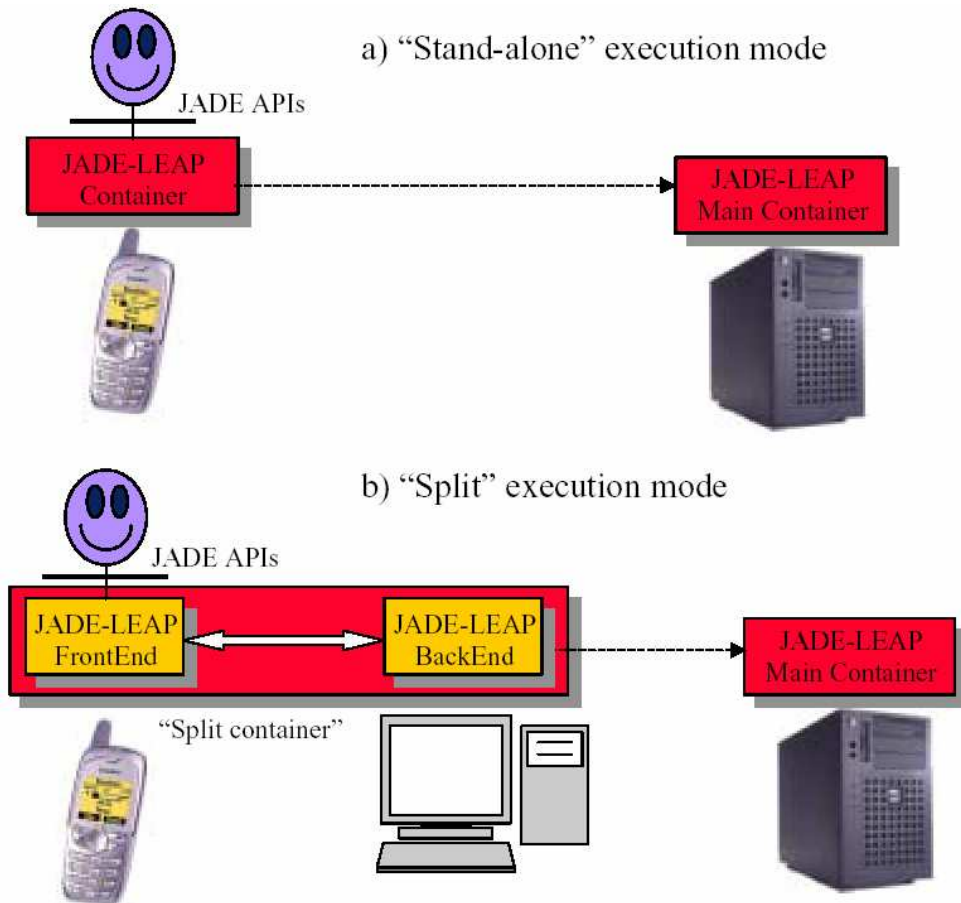 a) “Stand-alone” execution mode
JADE APIs
JADE-LEAP
Container
JADE-LEAP
Main Container
b) “Split” execution mode
JADE APIs
JADE-LEAP
FrontEnd
JADE-LEAP
BackEnd
JADE-LEAP
Main Container
“Split container”